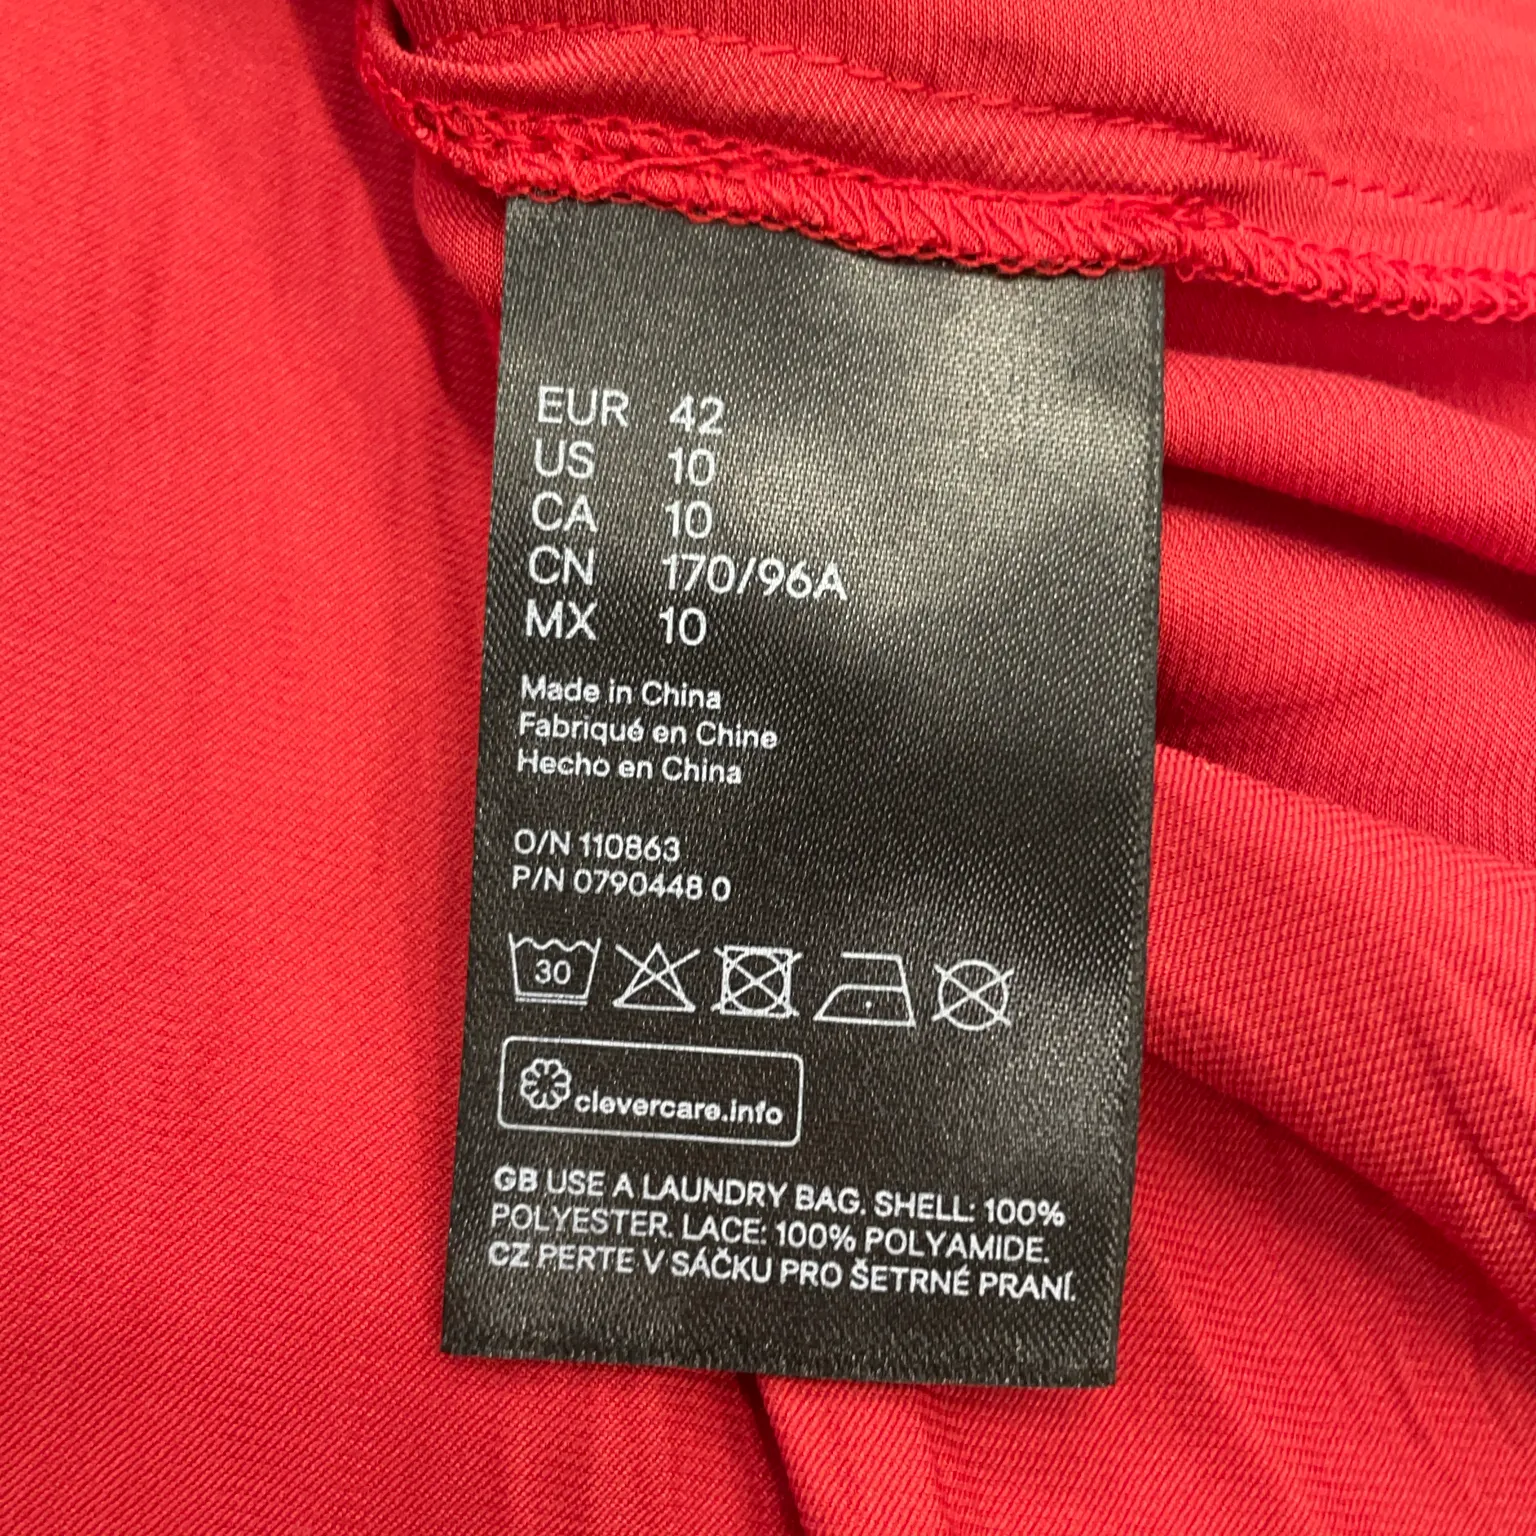 EUR 42
US 10
CA 10
CN 170/96A
MX 10
Made in China
Fabriqué en Chine
Hecho en China
O/N 110863
P/N 0790448 0
30
clevercare.info
GB USE A LAUNDRY BAG. SHELL: 100%
POLYESTER. LACE: 100% POLYAMIDE.
CZ PERTE V SÁČKU PRO ŠETRNÉ PRANÍ.